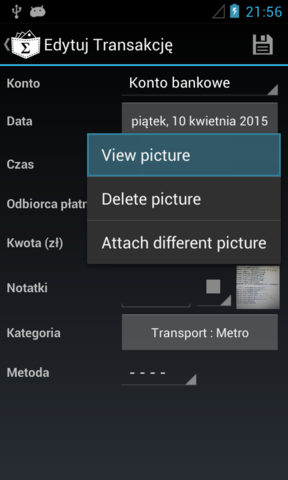 21:56
Edytuj Transakcję
Konto
Konto bankowe
Data
piątek, 10 kwietnia 2015
Czas
View picture
Odbiorca płatn
Delete picture
Kwota (zł)
Attach different picture
Notatki
Kategoria
Transport : Metro
Metoda
- - - -